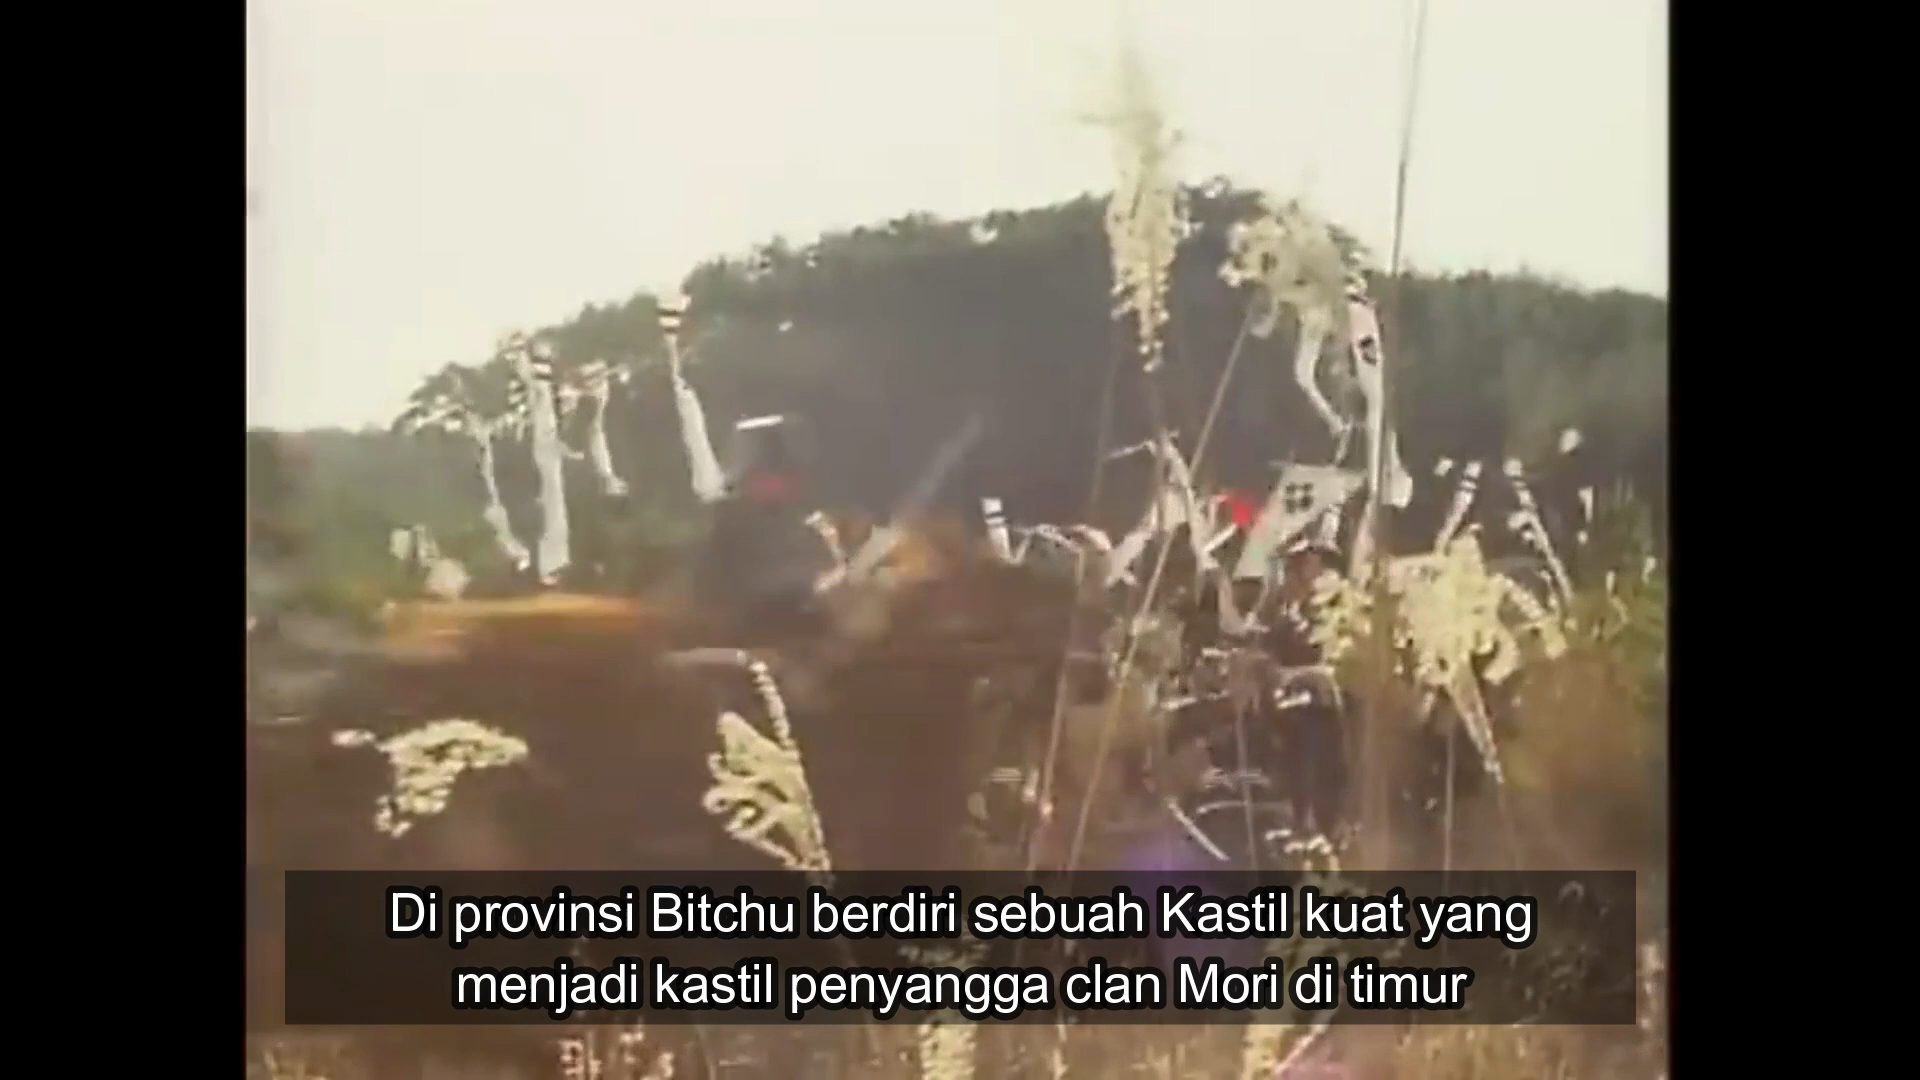 Di provinsi Bitchu berdiri sebuah Kastil kuat yang
menjadi kastil penyangga clan Mori di timur